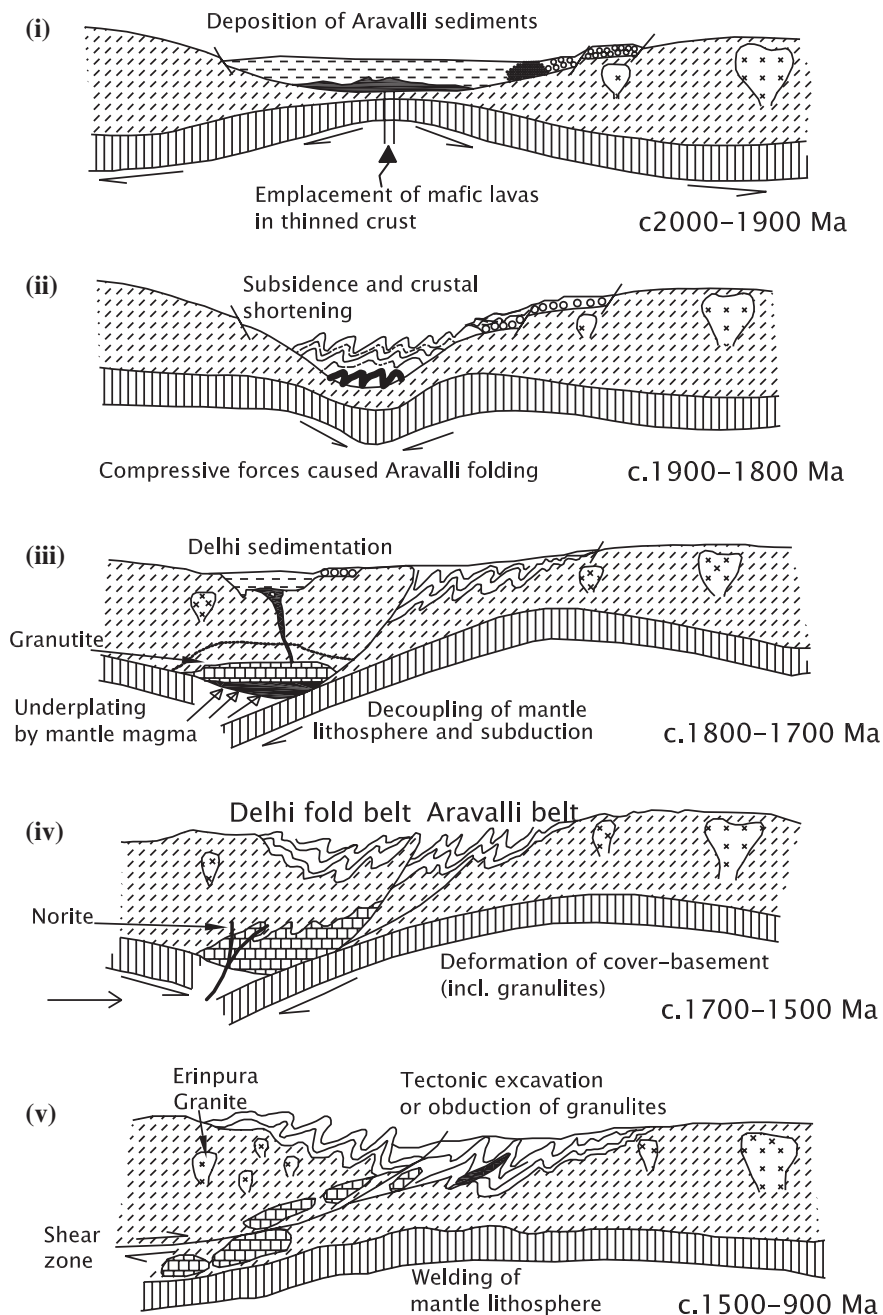 (i)
Deposition of Aravalli sediments
Emplacement of mafic lavas
in thinned crust
c2000–1900 Ma
(ii)
Subsidence and crustal
shortening
Compressive forces caused Aravalli folding
c.1900–1800 Ma
(iii)
Delhi sedimentation
Granutite
Underplating
by mantle magma
Decoupling of mantle
lithosphere and subduction
c.1800–1700 Ma
(iv)
Delhi fold belt Aravalli belt
Norite
Deformation of cover–basement
(incl. granulites)
c.1700–1500 Ma
(v)
Erinpura
Granite
Tectonic excavation
or obduction of granulites
Shear
zone
Welding of
mantle lithosphere
c.1500–900 Ma